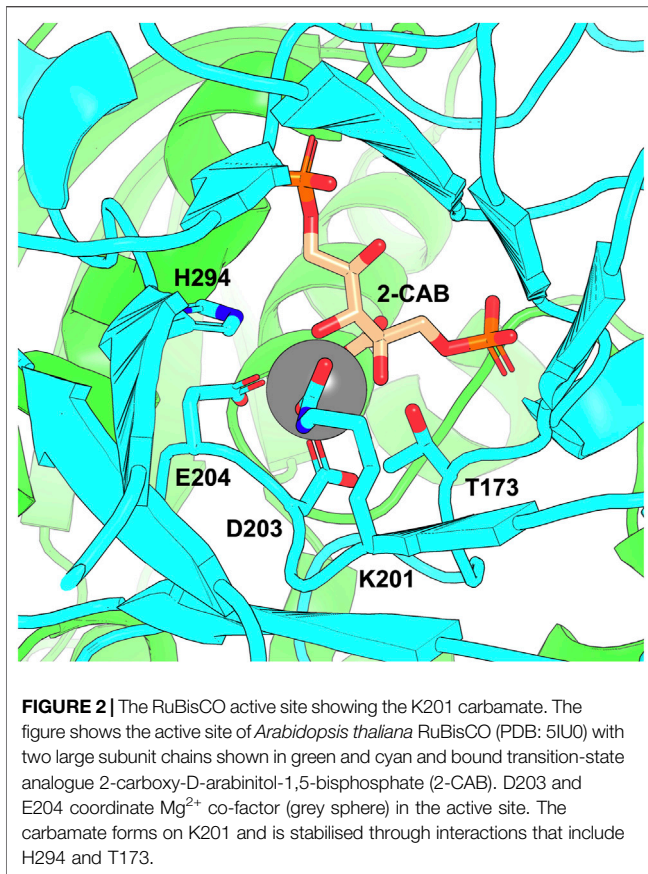 H294
2-CAB
E204
T173
D203
K201
FIGURE 2 | The RuBisCO active site showing the K201 carbamate. The
figure shows the active site of Arabidopsis thaliana RuBisCO (PDB: 5IU0) with
two large subunit chains shown in green and cyan and bound transition-state
analogue 2-carboxy-D-arabinitol-1,5-bisphosphate (2-CAB). D203 and
E204 coordinate Mg²⁺ co-factor (grey sphere) in the active site. The
carbamate forms on K201 and is stabilised through interactions that include
H294 and T173.